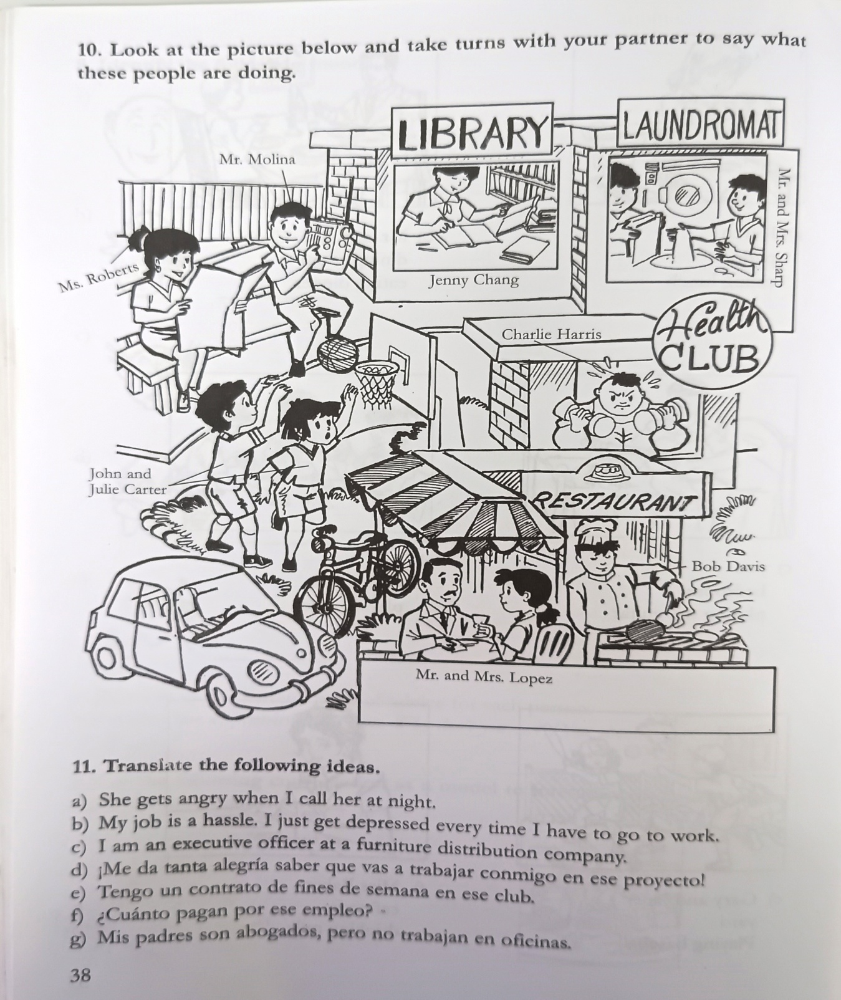 10. Look at the picture below and take turns with your partner to say what
these people are doing.
LIBRARY
LAUNDROMAT
Mr. Molina
Mr. and Mrs. Sharp
Ms. Roberts
Jenny Chang
Health
CLUB
Charlie Harris
John and
Julie Carter
RESTAURANT
Bob Davis
Mr. and Mrs. Lopez
11. Translate the following ideas.
a) She gets angry when I call her at night.
b) My job is a hassle. I just get depressed every time I have to go to work.
c) I am an executive officer at a furniture distribution company.
d) ¡Me da tanta alegría saber que vas a trabajar conmigo en ese proyecto!
e) Tengo un contrato de fines de semana en ese club.
f) ¿Cuánto pagan por ese empleo?
g) Mis padres son abogados, pero no trabajan en oficinas.
38